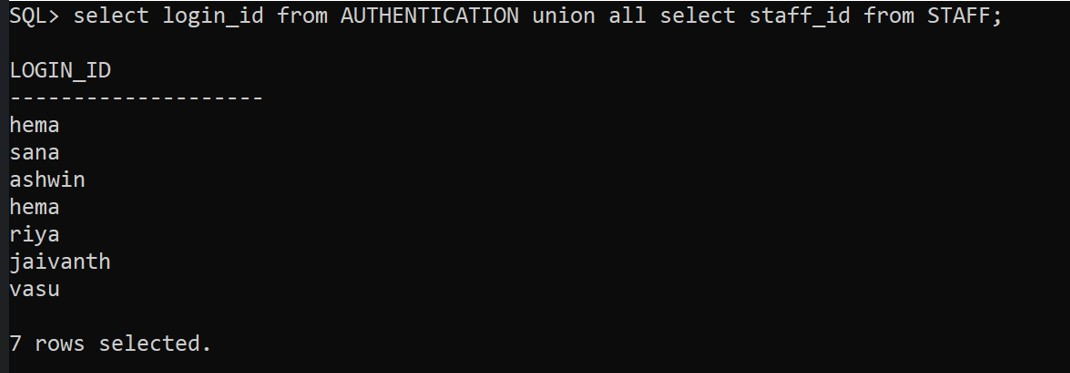 SQL> select login_id from AUTHENTICATION union all select staff_id from STAFF;
LOGIN_ID
--------------------
hema
sana
ashwin
hema
riya
jaivanth
vasu
7 rows selected.